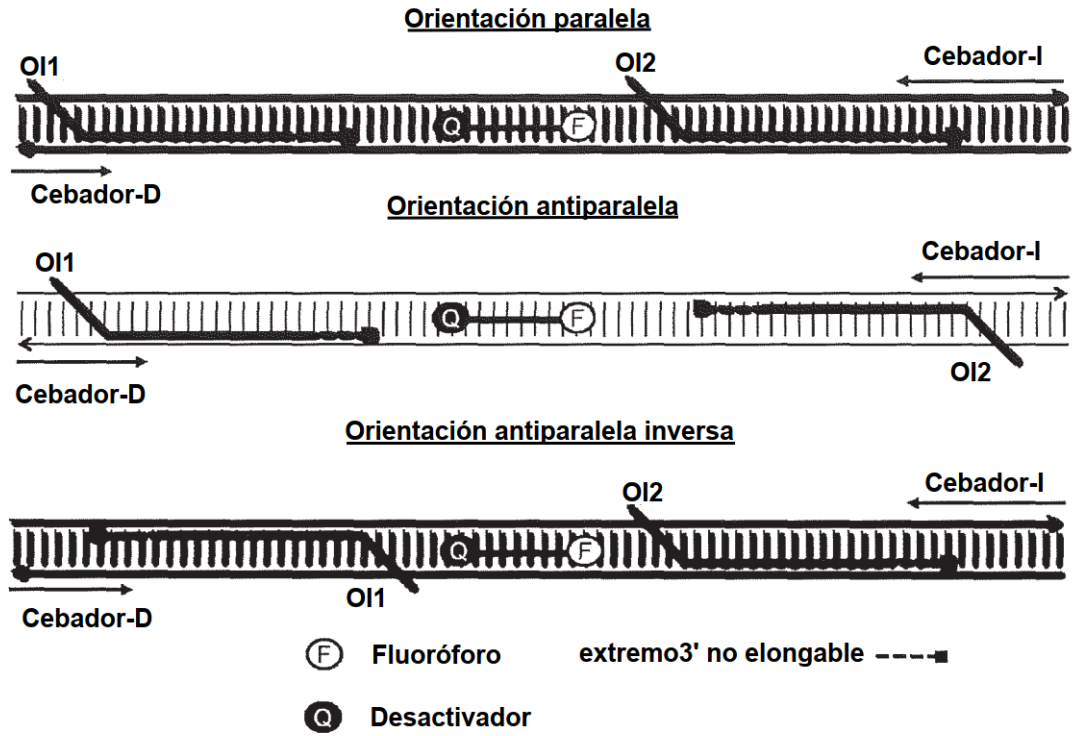 Orientación paralela
OI1
OI2
Cebador-I
Q
F
Cebador-D
Orientación antiparalela
OI1
Cebador-I
Q
F
Cebador-D
OI2
Orientación antiparalela inversa
OI2
Cebador-I
Q
F
Cebador-D
OI1
F Fluoróforo
extremo3' no elongable
Q Desactivador